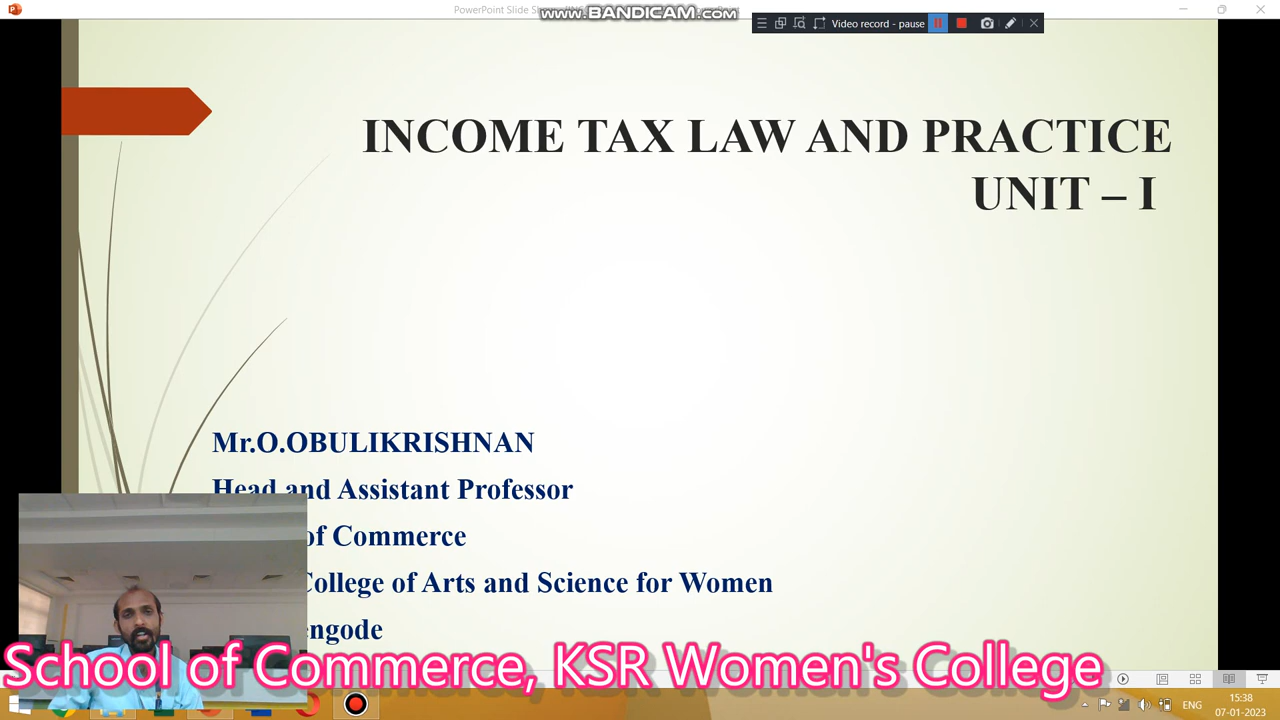 PowerPoint Slide
www.BANDICAM.com
Video record - pause
INCOME TAX LAW AND PRACTICE
UNIT – I
Mr.O.OBULIKRISHNAN
Head and Assistant Professor
of Commerce
College of Arts and Science for Women
School of Commerce, KSR Women's College
ENG
15:38
07-01-2023